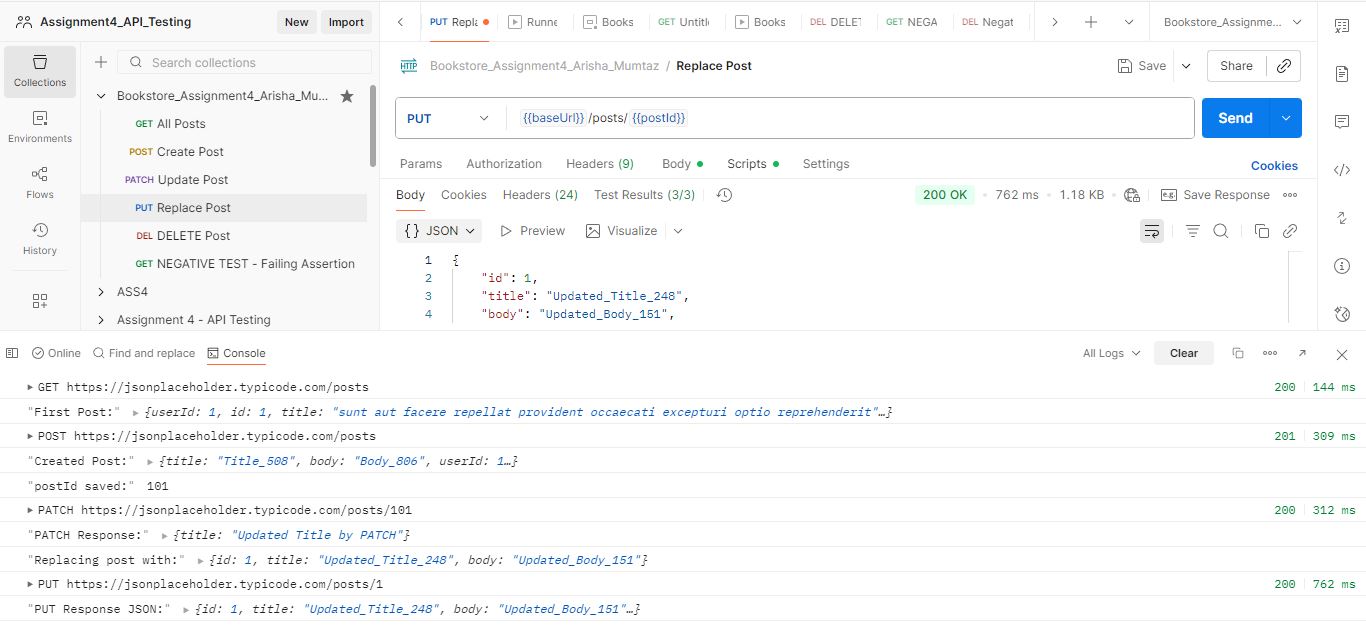 Assignment4_API_Testing
New
Import
PUT Repla
Runne
Books
GET Untitl
Books
DEL DELET
GET NEGA
DEL Negat
Bookstore_Assignme...
Collections
Environments
Flows
History
Search collections
Bookstore_Assignment4_Arisha_Mu...
GET All Posts
POST Create Post
PATCH Update Post
PUT Replace Post
DEL DELETE Post
GET NEGATIVE TEST - Failing Assertion
ASS4
Assignment 4 - API Testing
HTTP Bookstore_Assignment4_Arisha_Mumtaz / Replace Post
Save
Share
PUT {{baseUrl}} /posts/ {{postId}}
Send
Params Authorization Headers (9) Body Scripts Settings
Cookies
Body Cookies Headers (24) Test Results (3/3)
200 OK • 762 ms • 1.18 KB
e.g. Save Response
{} JSON Preview Visualize
1 {
2 "id": 1,
3 "title": "Updated_Title_248",
4 "body": "Updated_Body_151",
Online Find and replace Console
All Logs Clear
GET https://jsonplaceholder.typicode.com/posts 200 144 ms
"First Post:" {userId: 1, id: 1, title: "sunt aut facere repellat provident occaecati excepturi optio reprehenderit"…}
POST https://jsonplaceholder.typicode.com/posts 201 309 ms
"Created Post:" {title: "Title_508", body: "Body_806", userId: 1…}
"postId saved:" 101
PATCH https://jsonplaceholder.typicode.com/posts/101 200 312 ms
"PATCH Response:" {title: "Updated Title by PATCH"}
"Replacing post with:" {id: 1, title: "Updated_Title_248", body: "Updated_Body_151"}
PUT https://jsonplaceholder.typicode.com/posts/1 200 762 ms
"PUT Response JSON:" {id: 1, title: "Updated_Title_248", body: "Updated_Body_151"…}